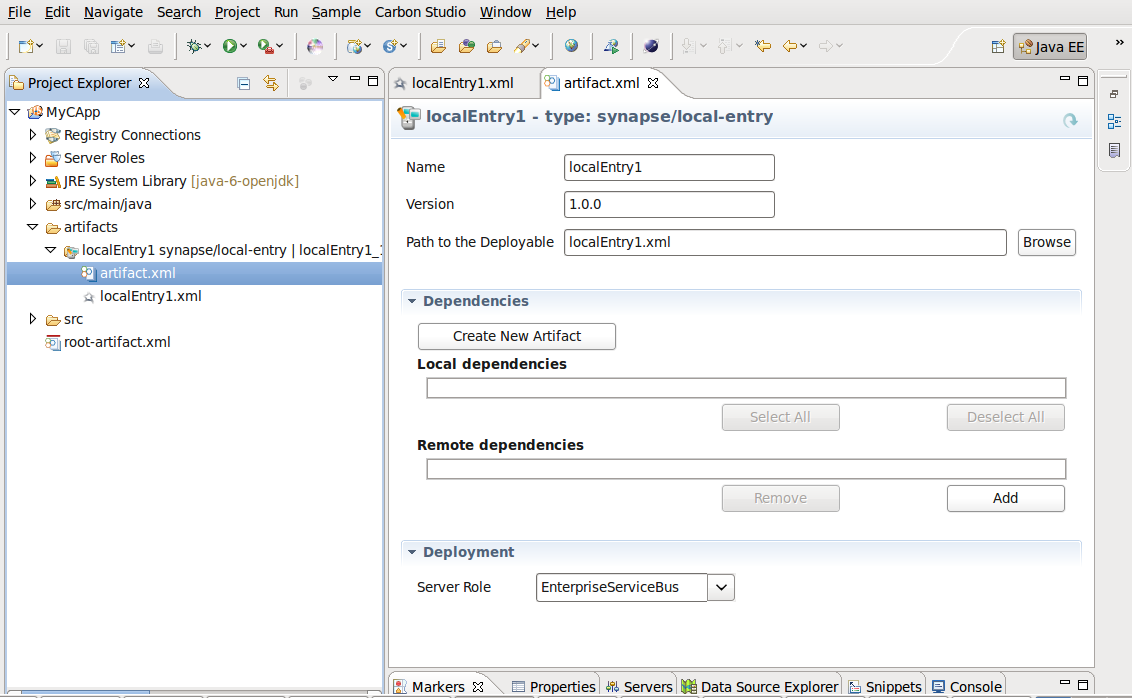 File Edit Navigate Search Project Run Sample Carbon Studio Window Help
Java EE
Project Explorer
MyCApp
Registry Connections
Server Roles
JRE System Library [java-6-openjdk]
src/main/java
artifacts
localEntry1 synapse/local-entry | localEntry1_
artifact.xml
localEntry1.xml
src
root-artifact.xml
localEntry1.xml artifact.xml
localEntry1 - type: synapse/local-entry
Name localEntry1
Version 1.0.0
Path to the Deployable localEntry1.xml Browse
Dependencies
Create New Artifact
Local dependencies
Select All Deselect All
Remote dependencies
Remove Add
Deployment
Server Role EnterpriseServiceBus
Markers Properties Servers Data Source Explorer Snippets Console